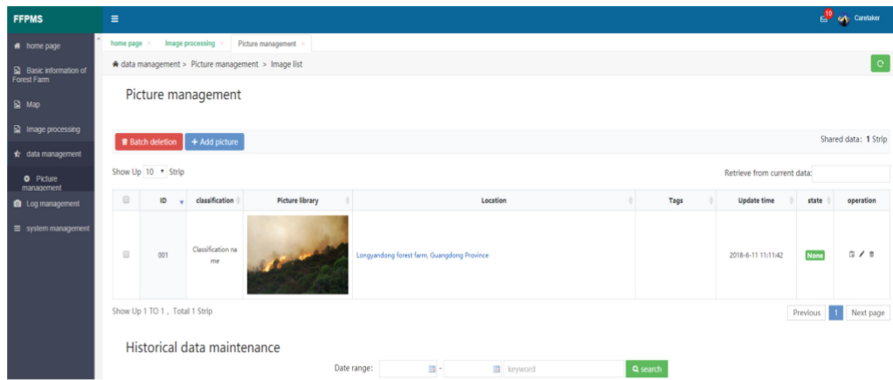 FFPMS
19
Caretaker
home page
Basic information of
Forest Farm
Map
Image processing
data management
Picture
management
Log management
system management
home page × Image processing × Picture management ×
data management > Picture management > Image list
Picture management
Batch deletion + Add picture
Shared data: 1 Strip
Show Up 10 Strip
Retrieve from current data:
ID classification Picture library Location Tags Update time state operation
001 Classification na
me Longyandong forest farm, Guangdong Province 2018-6-11 11:11:42 None
Show Up 1 TO 1 , Total 1 Strip
Previous 1 Next page
Historical data maintenance
Date range: - keyword search